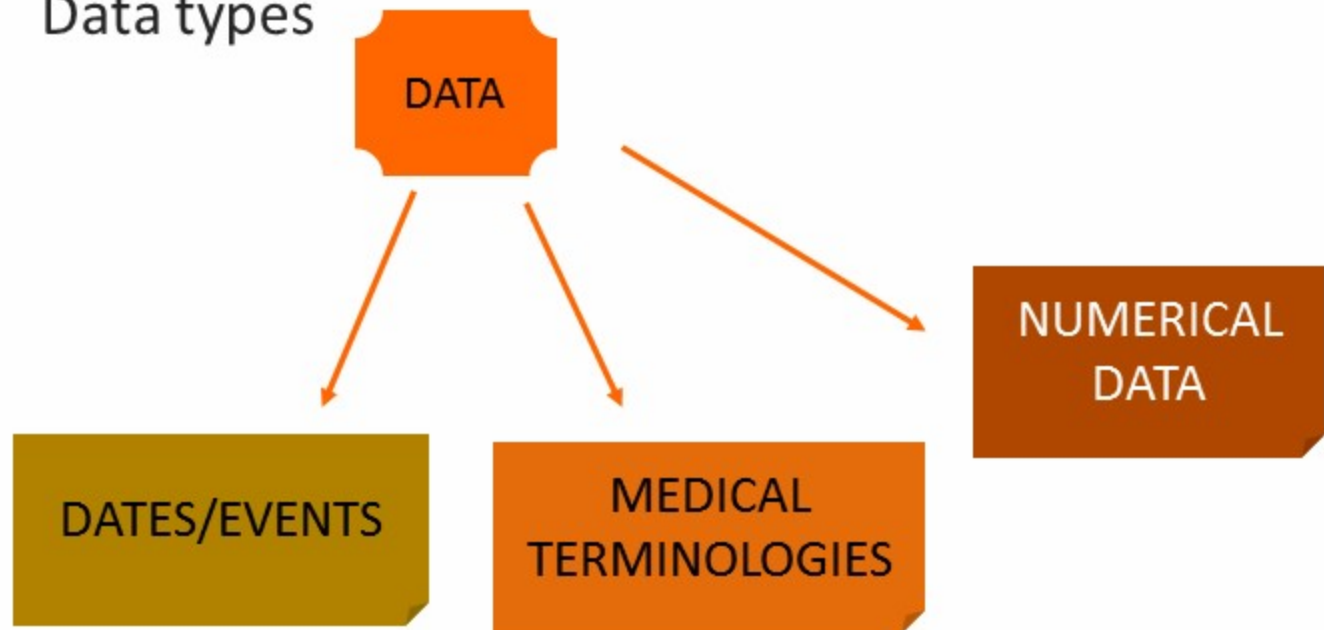 Data types
DATA
NUMERICAL
DATA
DATES/EVENTS
MEDICAL
TERMINOLOGIES